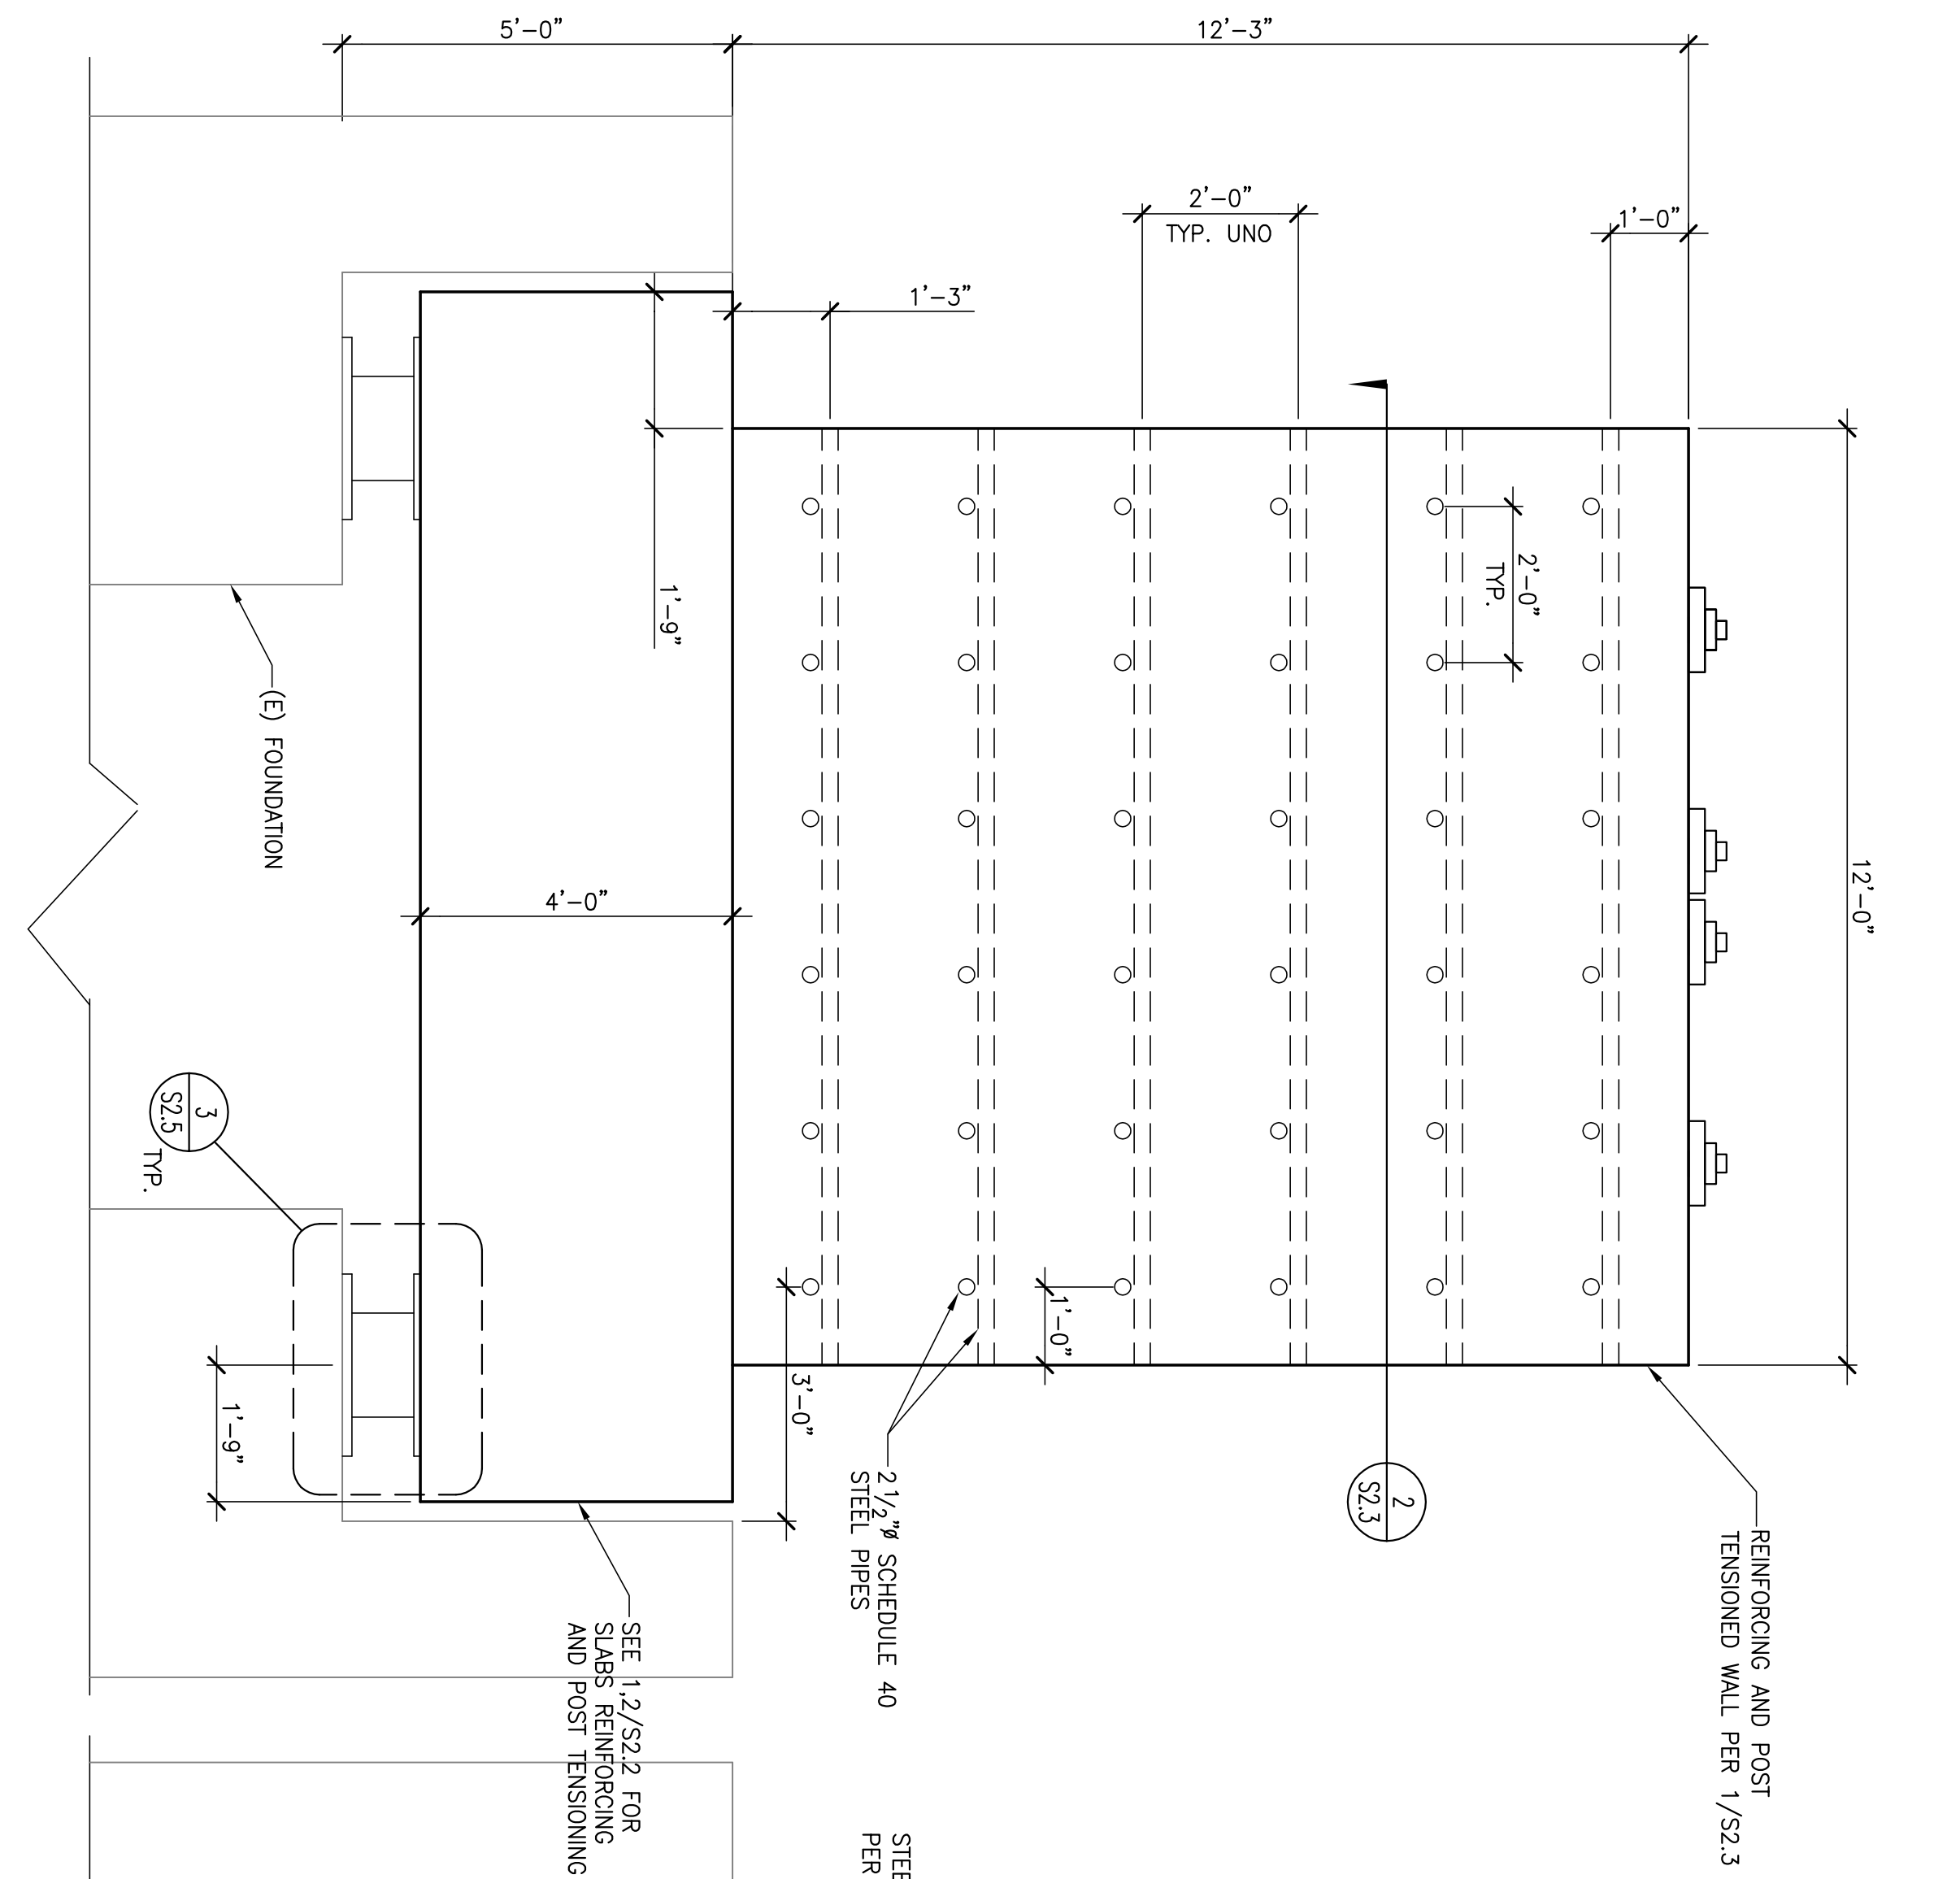 5'-0"
12'-3"
2'-0"
TYP. UNO
1'-0"
1'-3"
2'-0"
TYP.
1'-9"
(E) FOUNDATION
12'-0"
4'-0"
3
S2.5
TYP.
1'-0"
3'-0"
1'-9"
2 1/2"Ø SCHEDULE 40
STEEL PIPES
2
S2.3
REINFORCING AND POST
TENSIONED WALL PER 1/S2.3
SEE 1,2/S2.2 FOR
SLABS REINFORCING
AND POST TENSIONING
PER